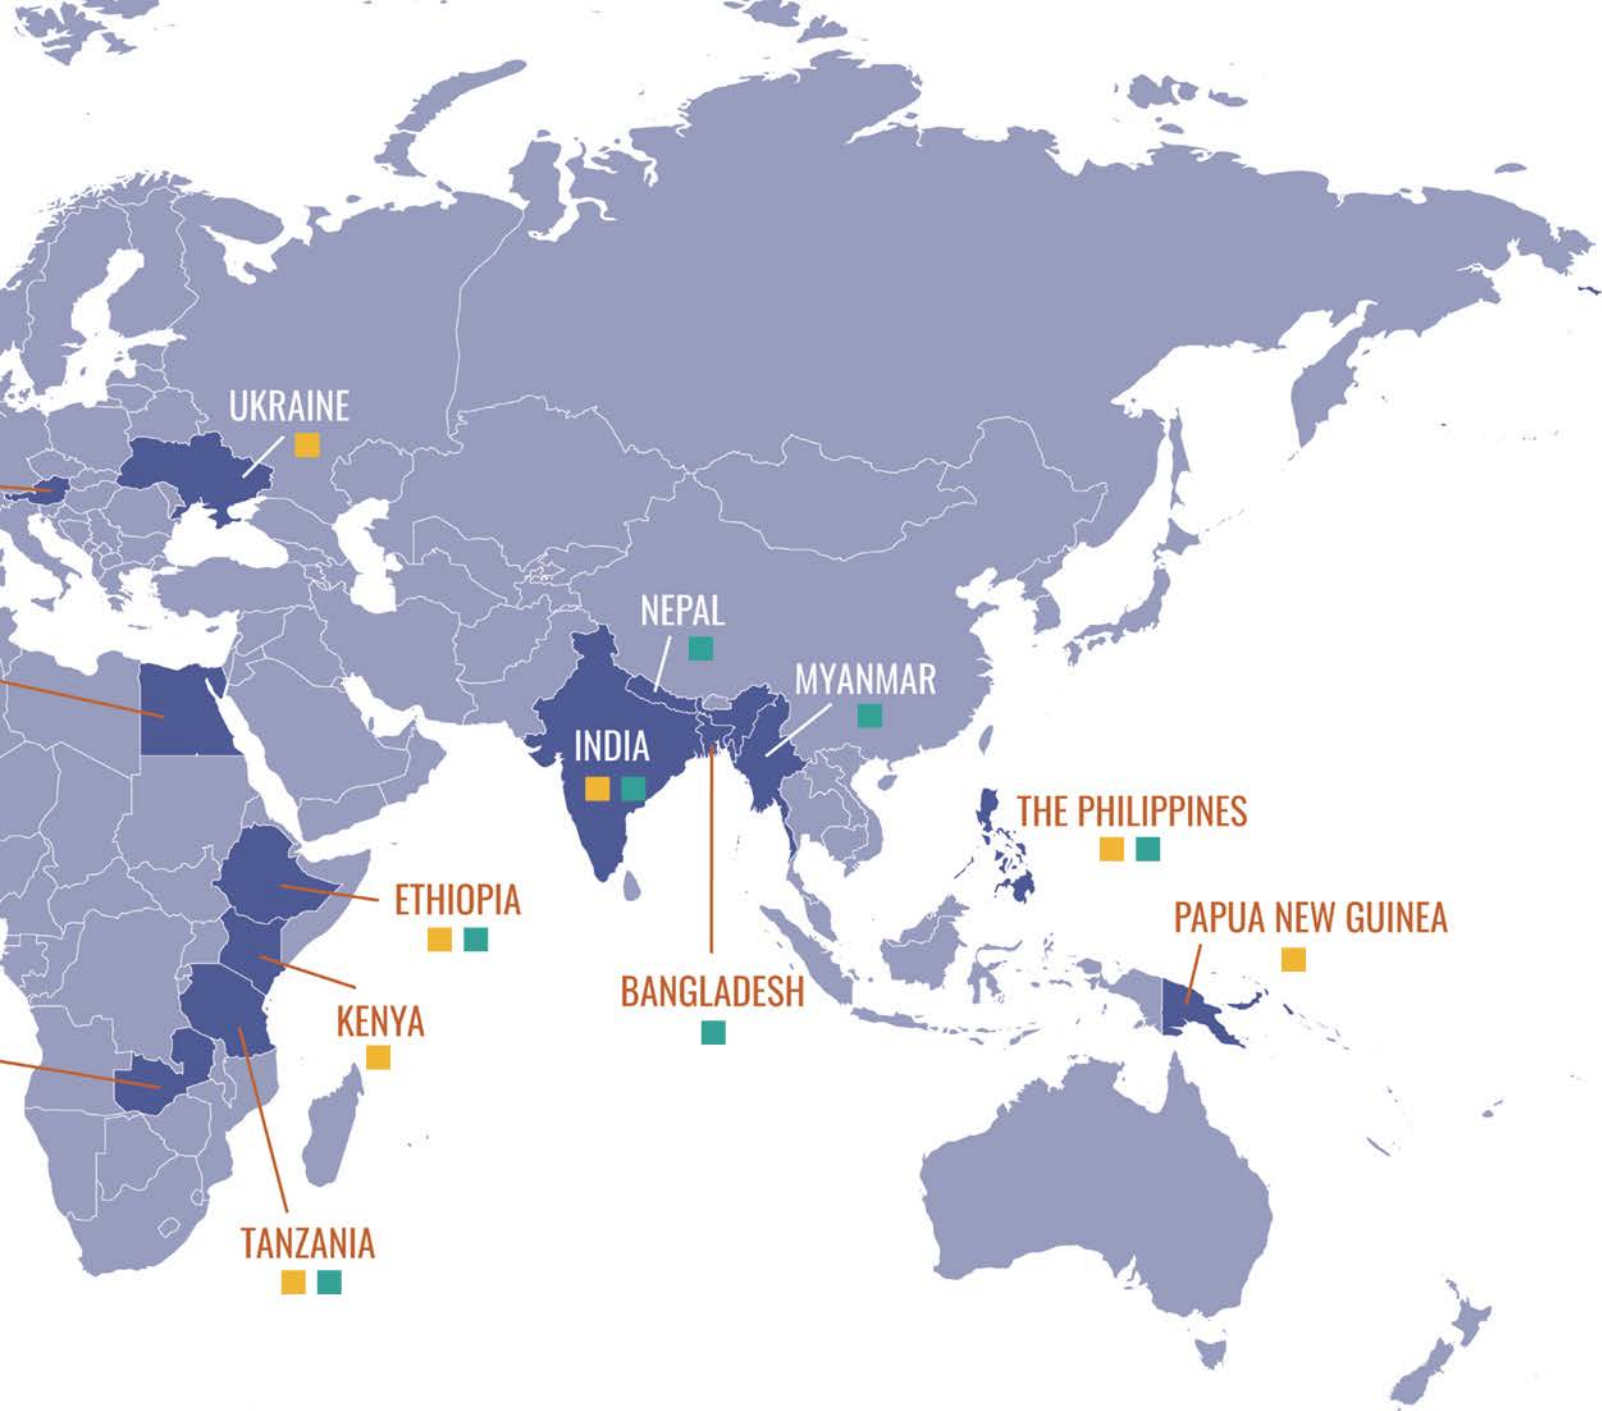 UKRAINE
NEPAL
MYANMAR
INDIA
THE PHILIPPINES
ETHIOPIA
PAPUA NEW GUINEA
BANGLADESH
KENYA
TANZANIA